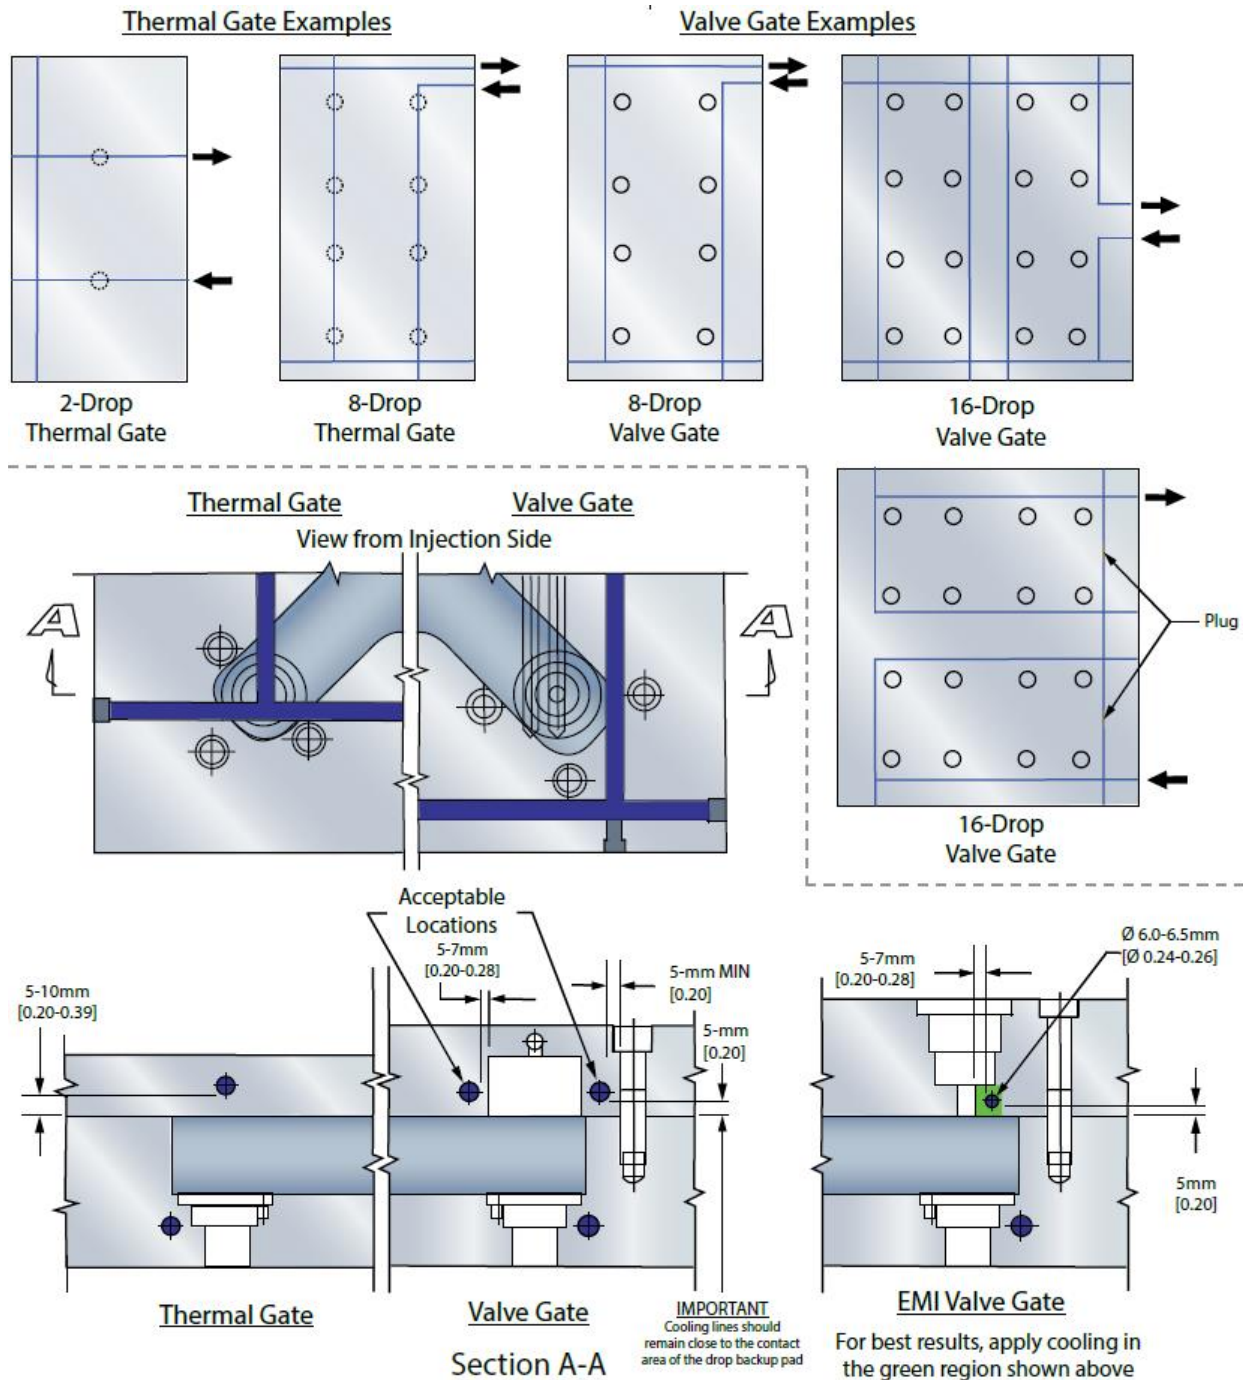 Thermal Gate Examples
Valve Gate Examples
2-Drop
Thermal Gate
8-Drop
Thermal Gate
8-Drop
Valve Gate
16-Drop
Valve Gate
Thermal Gate
Valve Gate
View from Injection Side
A
A
Plug
16-Drop
Valve Gate
Acceptable
Locations
5-7mm
[0.20-0.28]
5-mm MIN
[0.20]
5-mm
[0.20]
5-10mm
[0.20-0.39]
5-7mm
[0.20-0.28]
Ø 6.0-6.5mm
[Ø 0.24-0.26]
5mm
[0.20]
Thermal Gate
Valve Gate
Section A-A
IMPORTANT
Cooling lines should
remain close to the contact
area of the drop backup pad
EMI Valve Gate
For best results, apply cooling in
the green region shown above